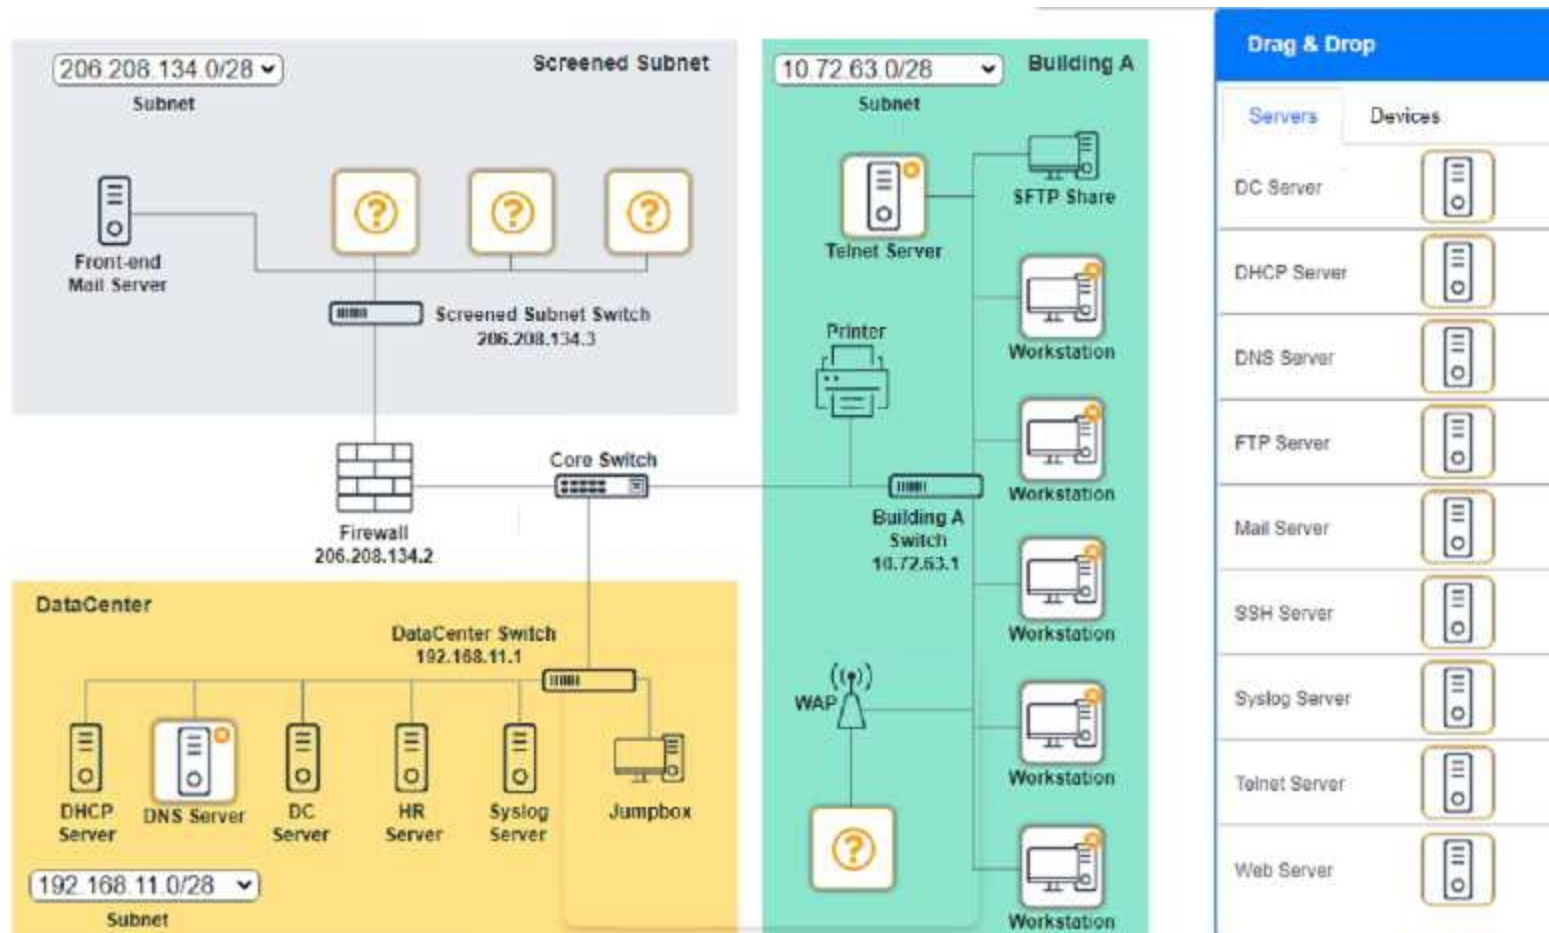 206.208.134.0/28
Subnet
Screened Subnet
Front-end
Mail Server
Screened Subnet Switch
206.208.134.3
Firewall
206.208.134.2
Core Switch
DataCenter
DataCenter Switch
192.168.11.1
DHCP
Server
DNS Server
DC
Server
HR
Server
Syslog
Server
Jumpbox
192.168.11.0/28
Subnet
10.72.63.0/28
Subnet
Building A
Telnet Server
SFTP Share
Printer
Workstation
Workstation
Building A
Switch
10.72.63.1
Workstation
WAP
Workstation
Workstation
Drag & Drop
Servers
Devices
DC Server
DHCP Server
DNS Server
FTP Server
Mail Server
SSH Server
Syslog Server
Telnet Server
Web Server